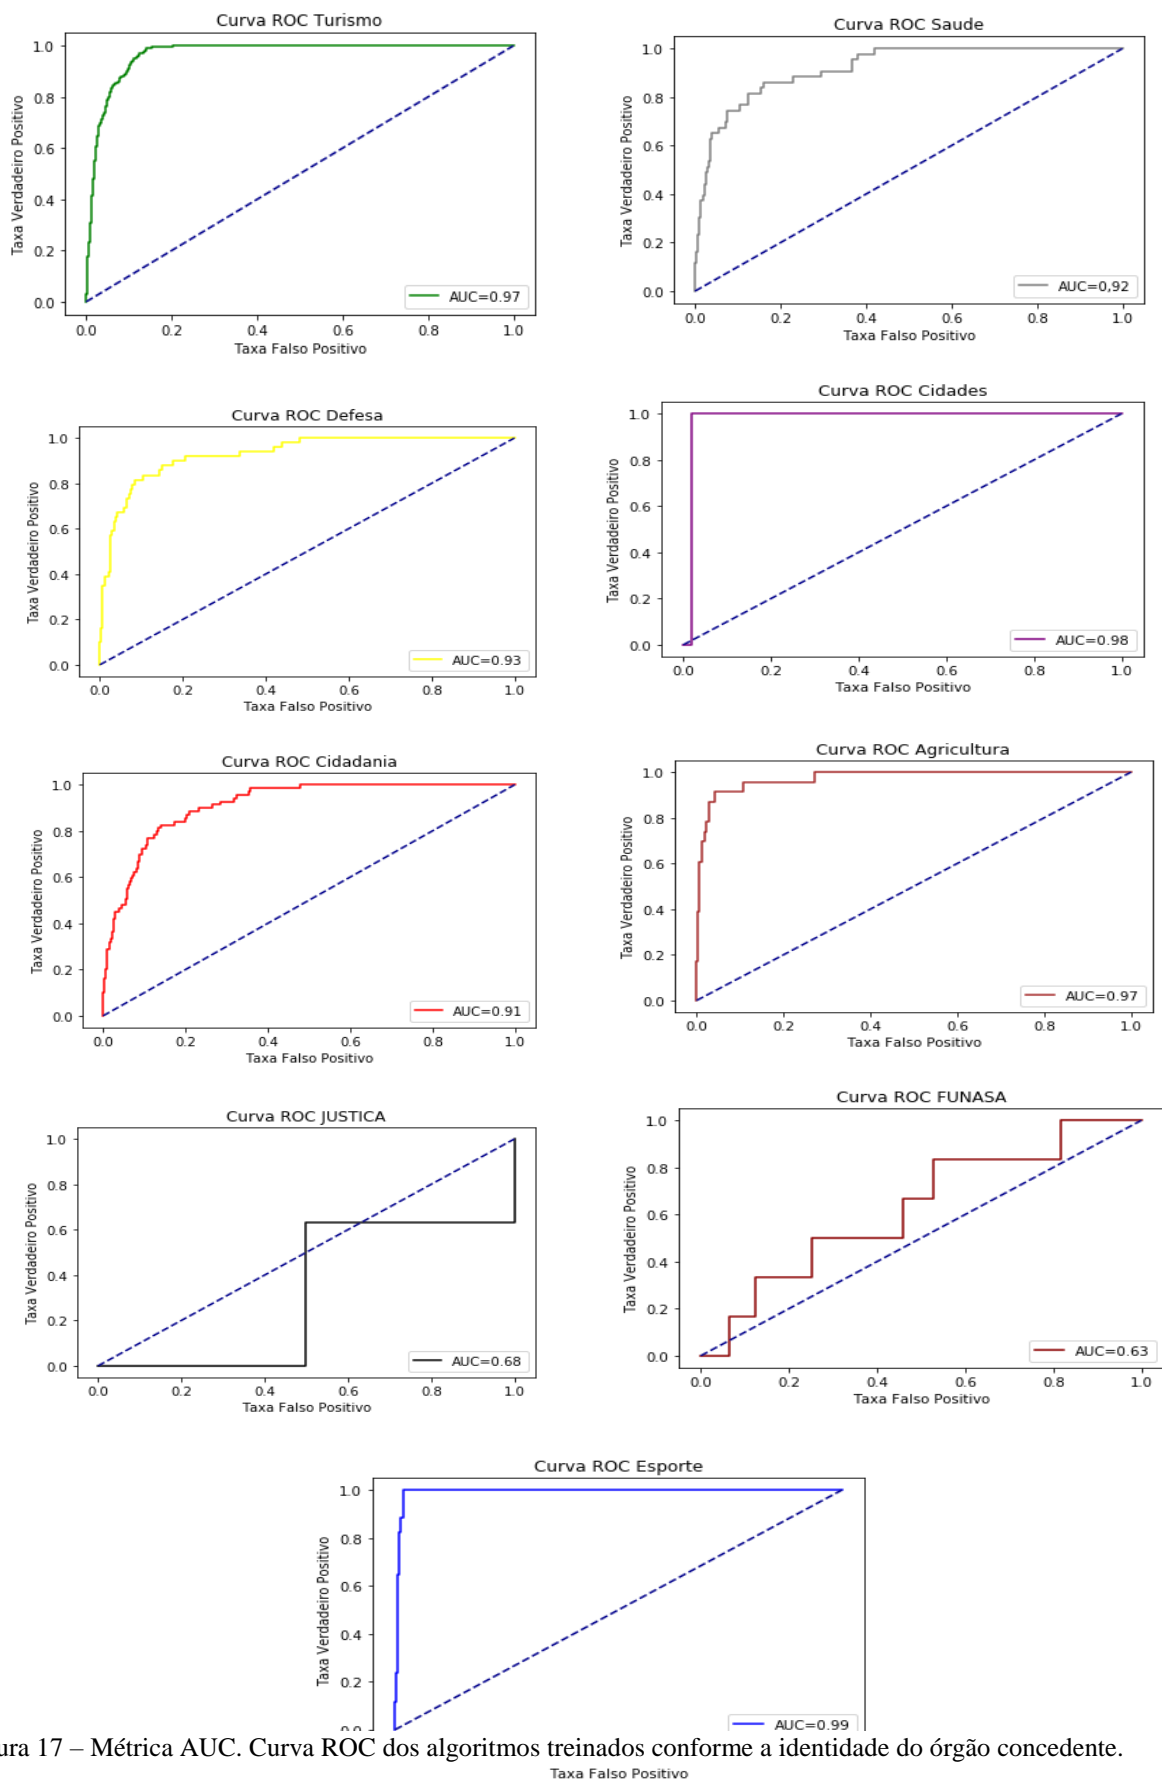 Curva ROC Turismo
Taxa Verdadeiro Positivo
1.0
0.8
0.6
0.4
0.2
0.0
AUC=0.97
0.0 0.2 0.4 0.6 0.8 1.0
Taxa Falso Positivo
Curva ROC Saude
Taxa Verdadeiro Positivo
1.0
0.8
0.6
0.4
0.2
0.0
AUC=0,92
0.0 0.2 0.4 0.6 0.8 1.0
Taxa Falso Positivo
Curva ROC Defesa
Taxa Verdadeiro Positivo
1.0
0.8
0.6
0.4
0.2
0.0
AUC=0.93
0.0 0.2 0.4 0.6 0.8 1.0
Taxa Falso Positivo
Curva ROC Cidades
Taxa Verdadeiro Positivo
1.0
0.8
0.6
0.4
0.2
0.0
AUC=0.98
0.0 0.2 0.4 0.6 0.8 1.0
Taxa Falso Positivo
Curva ROC Cidadania
Taxa Verdadeiro Positivo
1.0
0.8
0.6
0.4
0.2
0.0
AUC=0.91
0.0 0.2 0.4 0.6 0.8 1.0
Taxa Falso Positivo
Curva ROC Agricultura
Taxa Verdadeiro Positivo
1.0
0.8
0.6
0.4
0.2
0.0
AUC=0.97
0.0 0.2 0.4 0.6 0.8 1.0
Taxa Falso Positivo
Curva ROC JUSTICA
Taxa Verdadeiro Positivo
1.0
0.8
0.6
0.4
0.2
0.0
AUC=0.68
0.0 0.2 0.4 0.6 0.8 1.0
Taxa Falso Positivo
Curva ROC FUNASA
Taxa Verdadeiro Positivo
1.0
0.8
0.6
0.4
0.2
0.0
AUC=0.63
0.0 0.2 0.4 0.6 0.8 1.0
Taxa Falso Positivo
Curva ROC Esporte
Taxa Verdadeiro Positivo
1.0
0.8
0.6
0.4
0.2
0.0
AUC=0.99
ura 17 – Métrica AUC. Curva ROC dos algoritmos treinados conforme a identidade do órgão concedente.
Taxa Falso Positivo